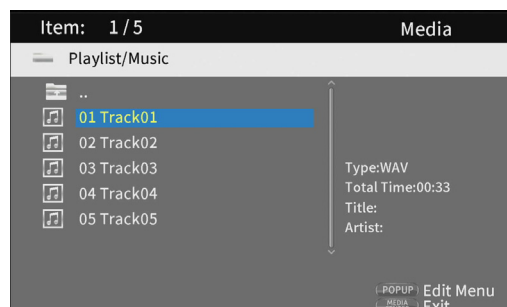 Item: 1/5 Media
Playlist/Music
..
01 Track01
02 Track02
03 Track03
04 Track04
05 Track05
Type:WAV
Total Time:00:33
Title:
Artist:
POPUP Edit Menu
MEDIA Exit